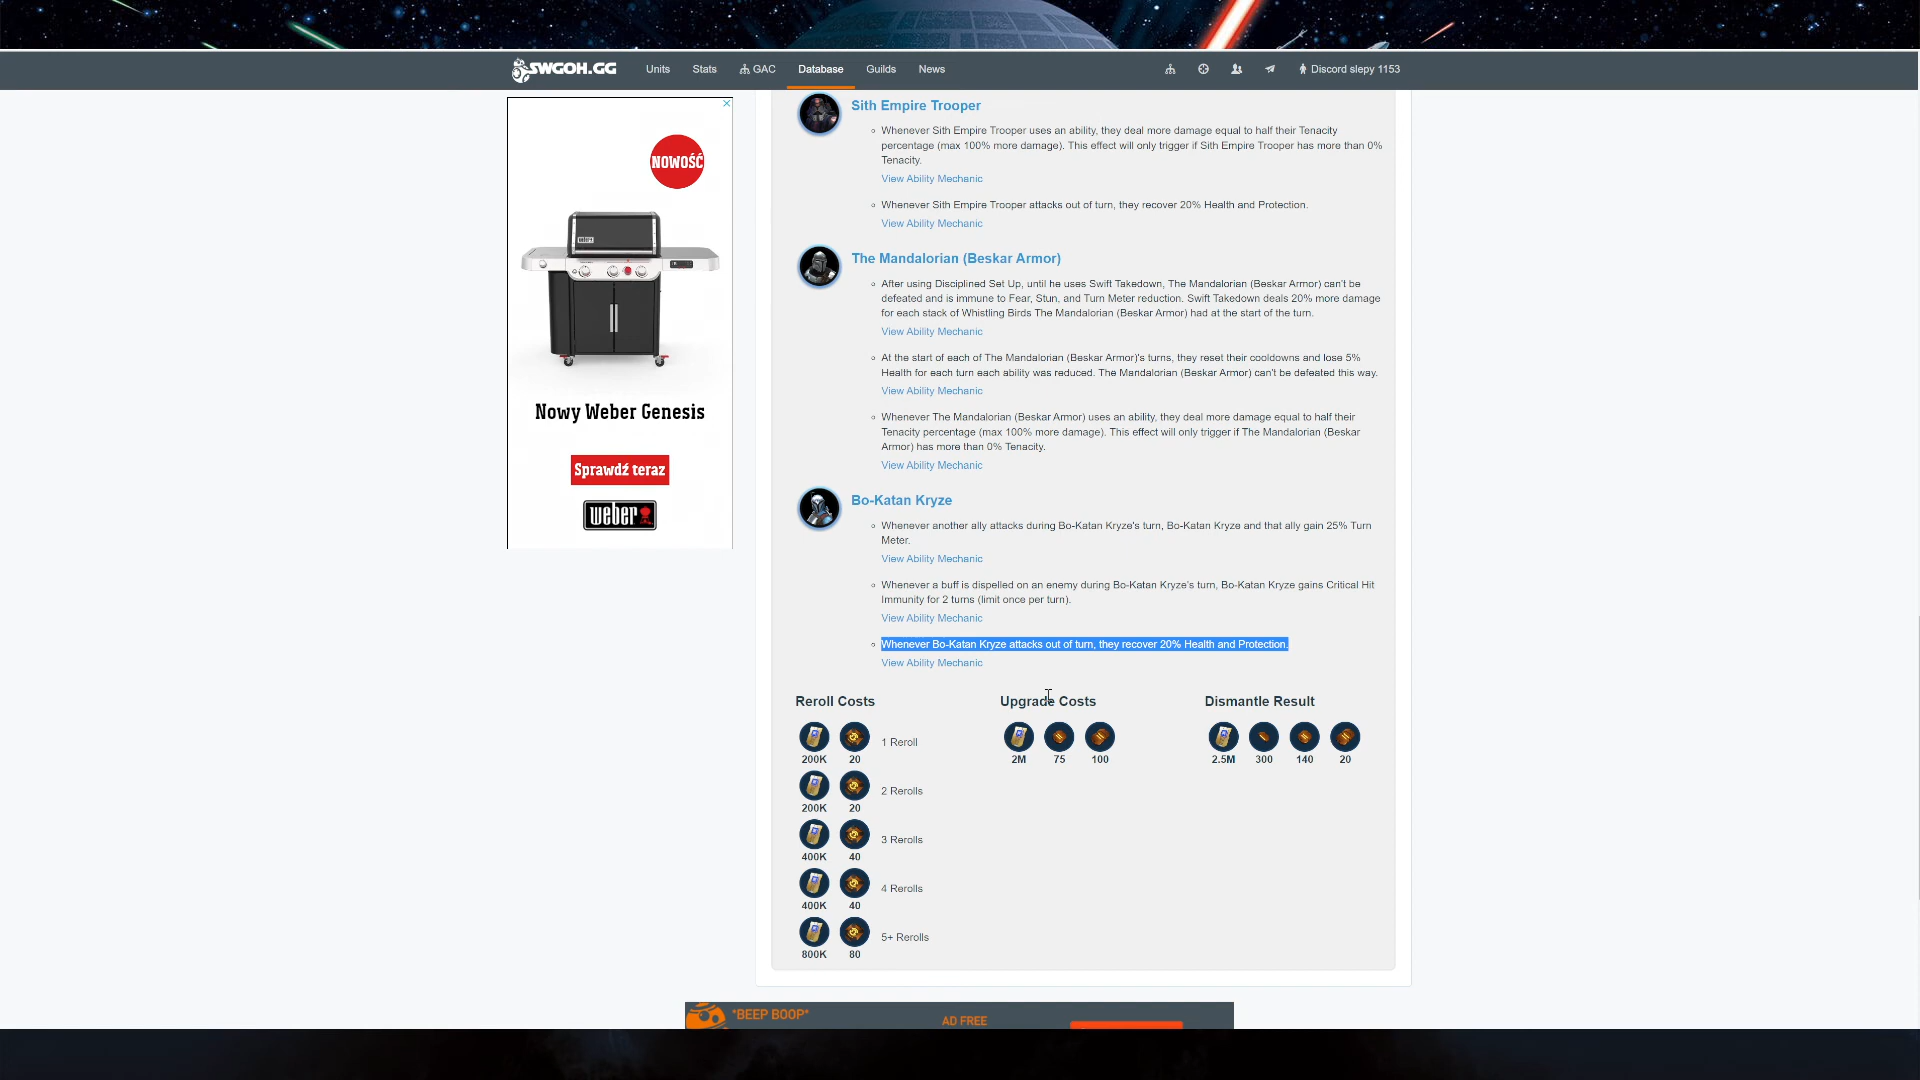 SWGOH.GG Units Stats GAC Database Guilds News Discord slepy 1153
NOWOŚĆ
weber
Nowy Weber Genesis
Sprawdź teraz
weber
Sith Empire Trooper
Whenever Sith Empire Trooper uses an ability, they deal more damage equal to half their Tenacity
percentage (max 100% more damage). This effect will only trigger if Sith Empire Trooper has more than 0%
Tenacity.
View Ability Mechanic
Whenever Sith Empire Trooper attacks out of turn, they recover 20% Health and Protection.
View Ability Mechanic
The Mandalorian (Beskar Armor)
After using Disciplined Set Up, until he uses Swift Takedown, The Mandalorian (Beskar Armor) can't be
defeated and is immune to Fear, Stun, and Turn Meter reduction. Swift Takedown deals 20% more damage
for each stack of Whistling Birds The Mandalorian (Beskar Armor) had at the start of the turn.
View Ability Mechanic
At the start of each of The Mandalorian (Beskar Armor)'s turns, they reset their cooldowns and lose 5%
Health for each turn each ability was reduced. The Mandalorian (Beskar Armor) can't be defeated this way.
View Ability Mechanic
Whenever The Mandalorian (Beskar Armor) uses an ability, they deal more damage equal to half their
Tenacity percentage (max 100% more damage). This effect will only trigger if The Mandalorian (Beskar
Armor) has more than 0% Tenacity.
View Ability Mechanic
Bo-Katan Kryze
Whenever another ally attacks during Bo-Katan Kryze's turn, Bo-Katan Kryze and that ally gain 25% Turn
Meter.
View Ability Mechanic
Whenever a buff is dispelled on an enemy during Bo-Katan Kryze's turn, Bo-Katan Kryze gains Critical Hit
Immunity for 2 turns (limit once per turn).
View Ability Mechanic
Whenever Bo-Katan Kryze attacks out of turn, they recover 20% Health and Protection.
View Ability Mechanic
Reroll Costs Upgrade Costs Dismantle Result
1 Reroll
200K 20 2M 75 100 2.5M 300 140 20
2 Rerolls
200K 20
3 Rerolls
400K 40
4 Rerolls
400K 40
5+ Rerolls
800K 80
*BEEP BOOP*
AD FREE